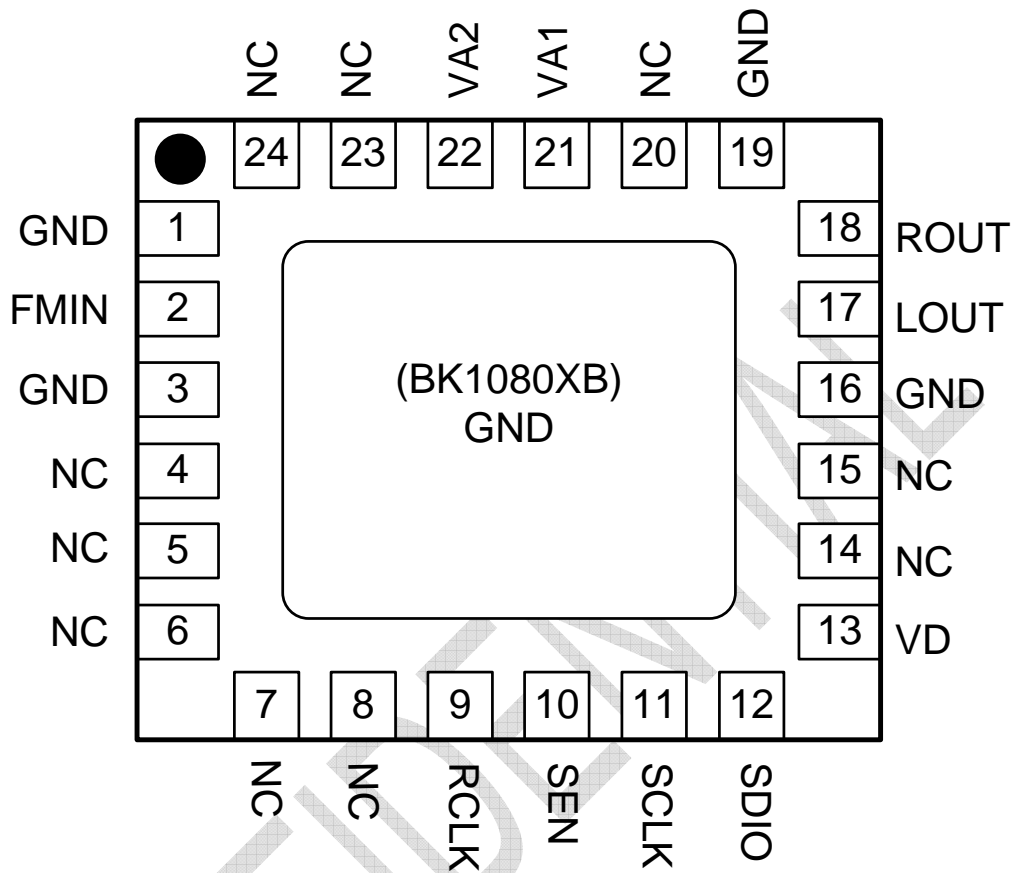 NC
NC
VA2
VA1
NC
GND
24
23
22
21
20
19
GND 1
18 ROUT
FMIN 2
17 LOUT
GND 3
16 GND
(BK1080XB)
GND
NC 4
15 NC
NC 5
14 NC
NC 6
13 VD
7
8
9
10
11
12
NC
NC
RCLK
SEN
SCLK
SDIO